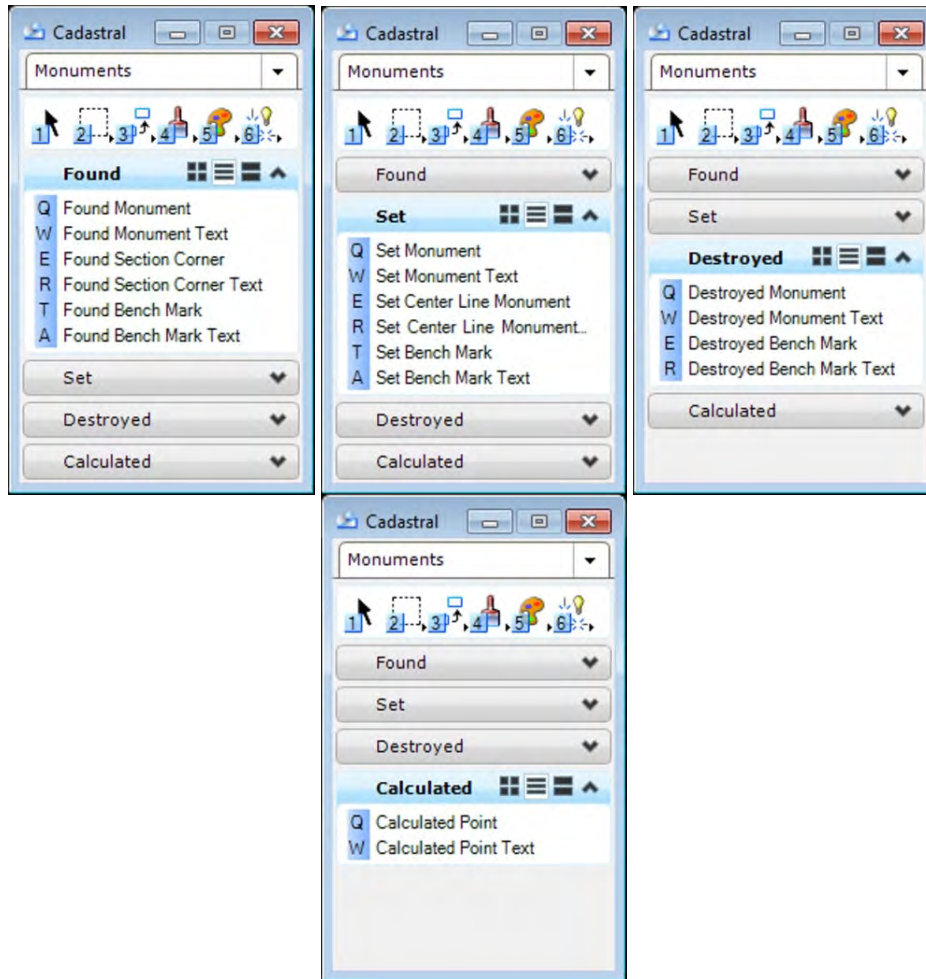 Cadastral
Monuments
1 2 3 4 5 6
Found
Q Found Monument
W Found Monument Text
E Found Section Corner
R Found Section Corner Text
T Found Bench Mark
A Found Bench Mark Text
Set
Destroyed
Calculated
Cadastral
Monuments
1 2 3 4 5 6
Found
Set
Q Set Monument
W Set Monument Text
E Set Center Line Monument
R Set Center Line Monument...
T Set Bench Mark
A Set Bench Mark Text
Destroyed
Calculated
Cadastral
Monuments
1 2 3 4 5 6
Found
Set
Destroyed
Q Destroyed Monument
W Destroyed Monument Text
E Destroyed Bench Mark
R Destroyed Bench Mark Text
Calculated
Cadastral
Monuments
1 2 3 4 5 6
Found
Set
Destroyed
Calculated
Q Calculated Point
W Calculated Point Text